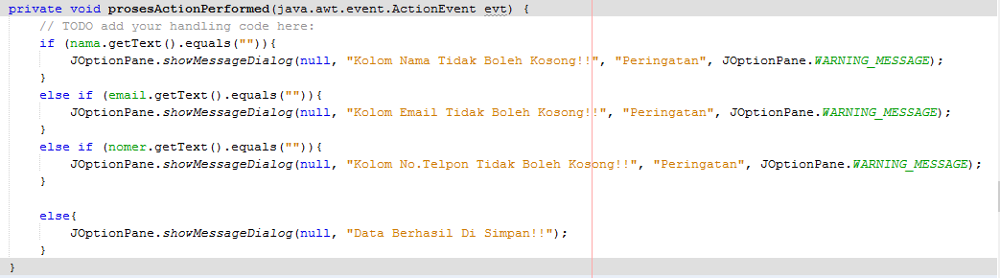 private void prosesActionPerformed(java.awt.event.ActionEvent evt) {
// TODO add your handling code here:
if (nama.getText().equals("")){
JOptionPane.showMessageDialog(null, "Kolom Nama Tidak Boleh Kosong!!", "Peringatan", JOptionPane.WARNING_MESSAGE);
}
else if (email.getText().equals("")){
JOptionPane.showMessageDialog(null, "Kolom Email Tidak Boleh Kosong!!", "Peringatan", JOptionPane.WARNING_MESSAGE);
}
else if (nomer.getText().equals("")){
JOptionPane.showMessageDialog(null, "Kolom No.Telpon Tidak Boleh Kosong!!", "Peringatan", JOptionPane.WARNING_MESSAGE);
}
else{
JOptionPane.showMessageDialog(null, "Data Berhasil Di Simpan!!");
}
}